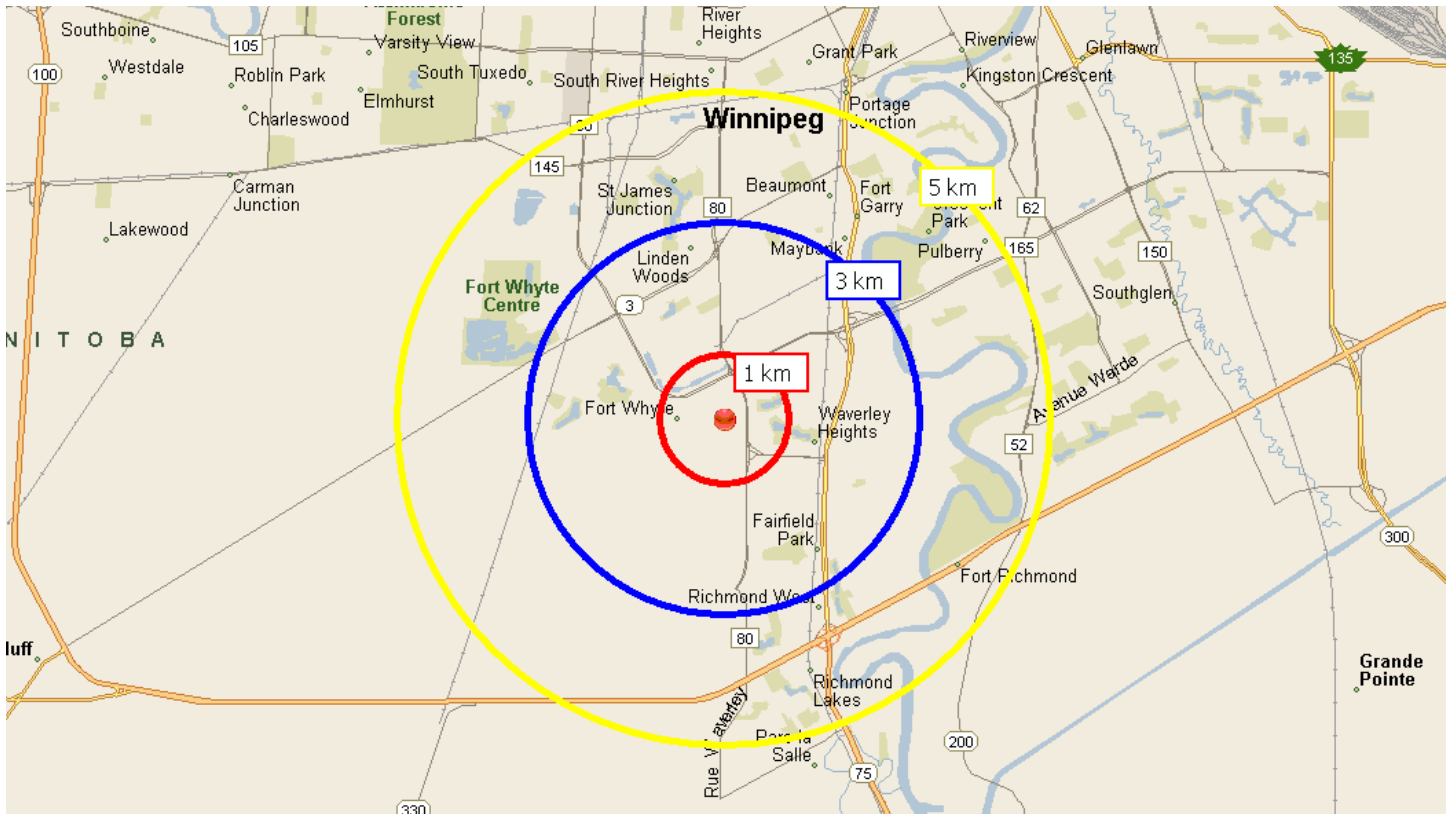 Forest
Southboine
105
Varsity View
River
Heights
Grant Park
Riverview
Glenlawn
135
100
Westdale
Roblin Park
South Tuxedo
South River Heights
Kingston Crescent
Elmhurst
Charleswood
Winnipeg
Portage
Junction
145
Carman
Junction
St James
Junction
80
Beaumont
Fort
Garry
5 km
Park
62
Lakewood
Linden
Woods
Maybank
Pulberry
165
150
Fort Whyte
Centre
3
3 km
Southglen
N I T O B A
1 km
Avenue Warde
Fort Whyte
Waverley
Heights
52
Fairfield
Park
300
Fort Richmond
Richmond West
80
luff
Grande
Pointe
Richmond
Lakes
Rue Waverley
Salle
200
75
330